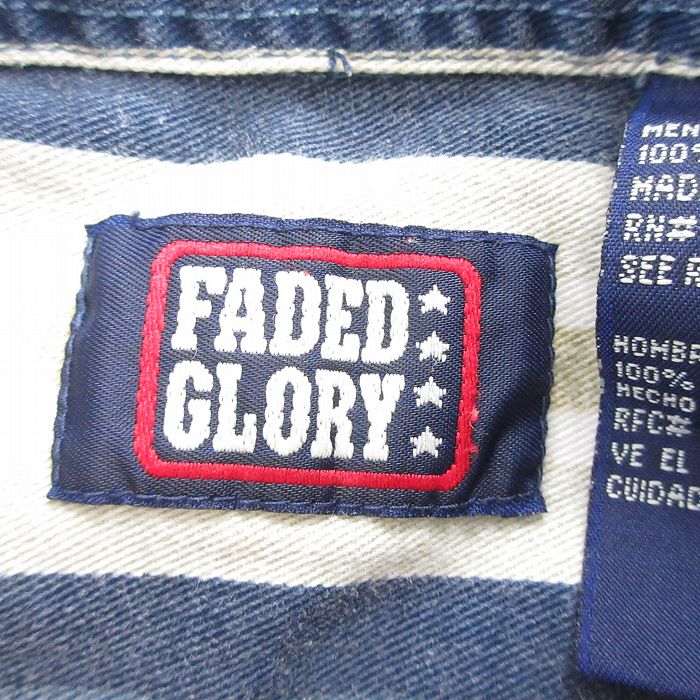 FADED
GLORY
MEN
100%
MAD
RN#
SEE R
HOMBR
100%
HECHO
RFC#
VE EL
CUIDAD